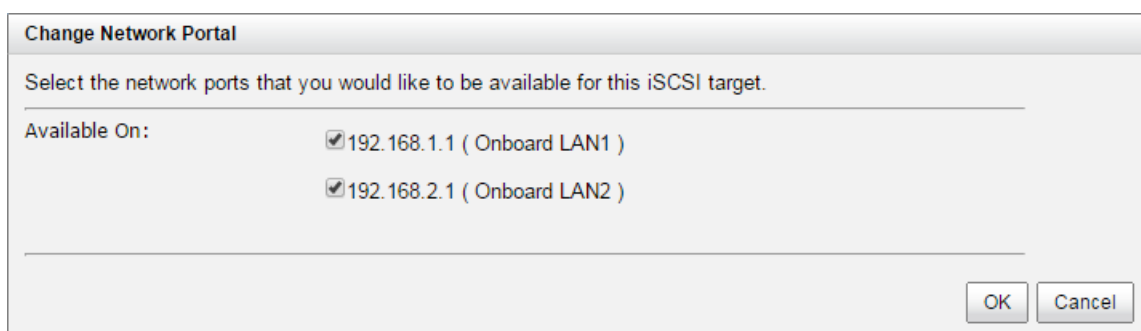 Change Network Portal
Select the network ports that you would like to be available for this iSCSI target.
Available On:
192.168.1.1 ( Onboard LAN1 )
192.168.2.1 ( Onboard LAN2 )
OK Cancel